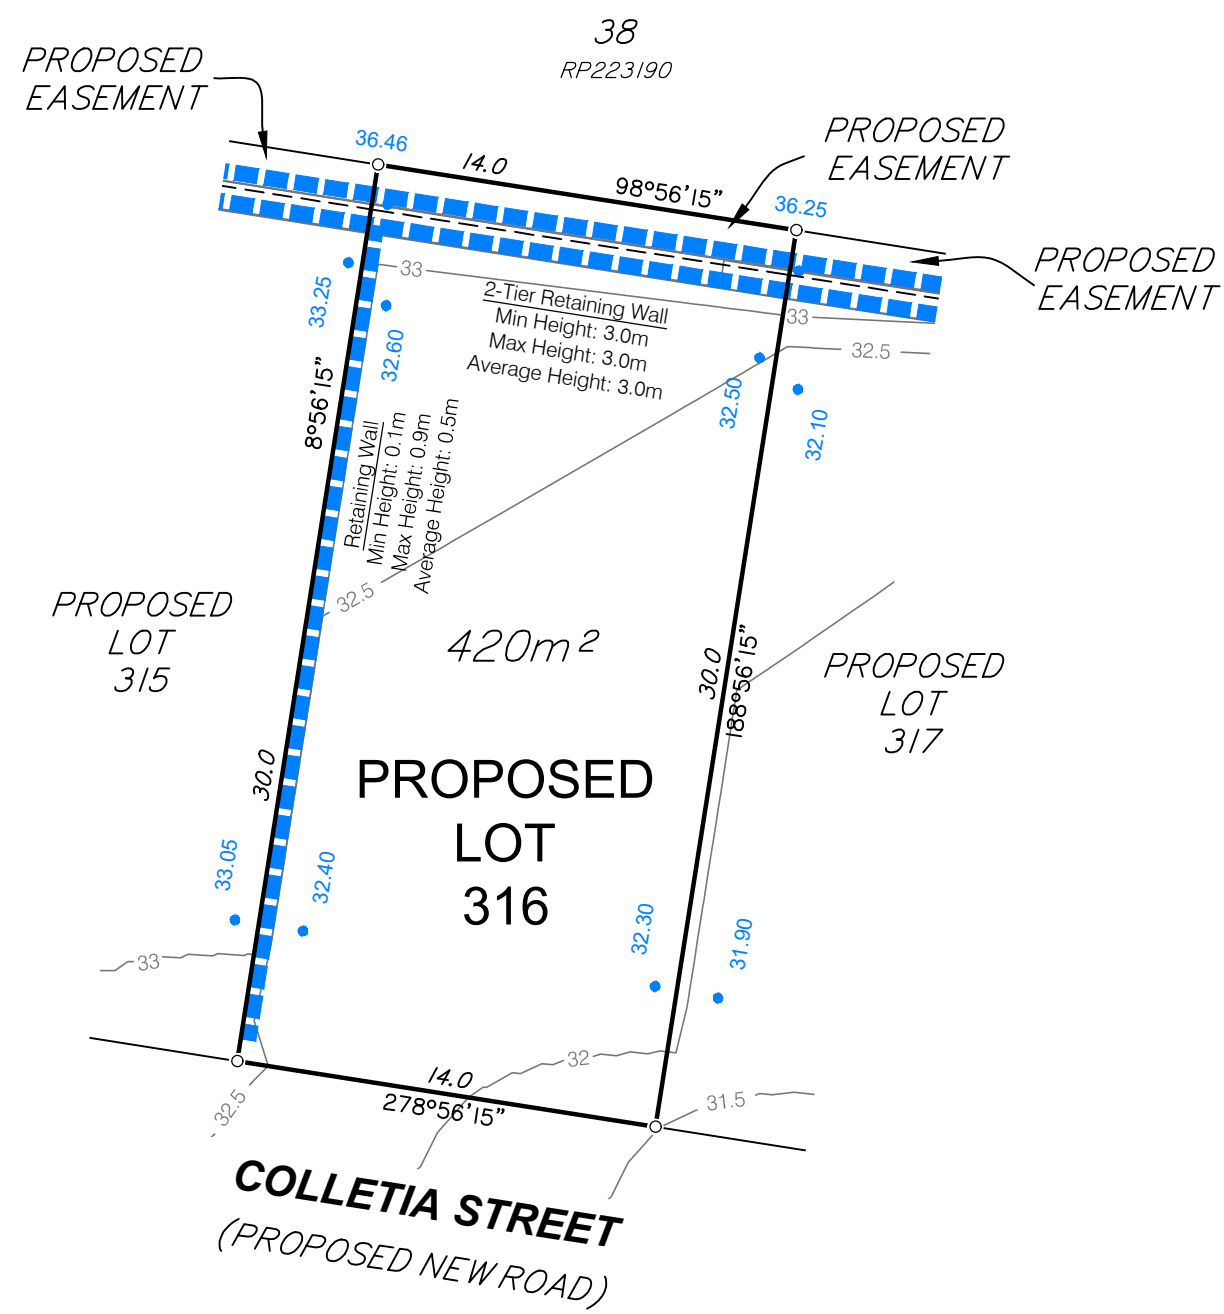 38
RP223190
PROPOSED
EASEMENT
PROPOSED
EASEMENT
PROPOSED
EASEMENT
36.46
14.0
98°56'15"
36.25
33.25
33
32.60
2-Tier Retaining Wall
Min Height: 3.0m
Max Height: 3.0m
Average Height: 3.0m
33
32.5
32.50
32.10
8°56'15"
Retaining Wall
Min Height: 0.1m
Max Height: 0.9m
Average Height: 0.5m
32.5
PROPOSED
LOT
315
420m²
30.0
188°56'15"
PROPOSED
LOT
317
30.0
PROPOSED
LOT
316
33.05
32.40
32.30
31.90
33
32
32.5
14.0
278°56'15"
31.5
COLLETIA STREET
(PROPOSED NEW ROAD)